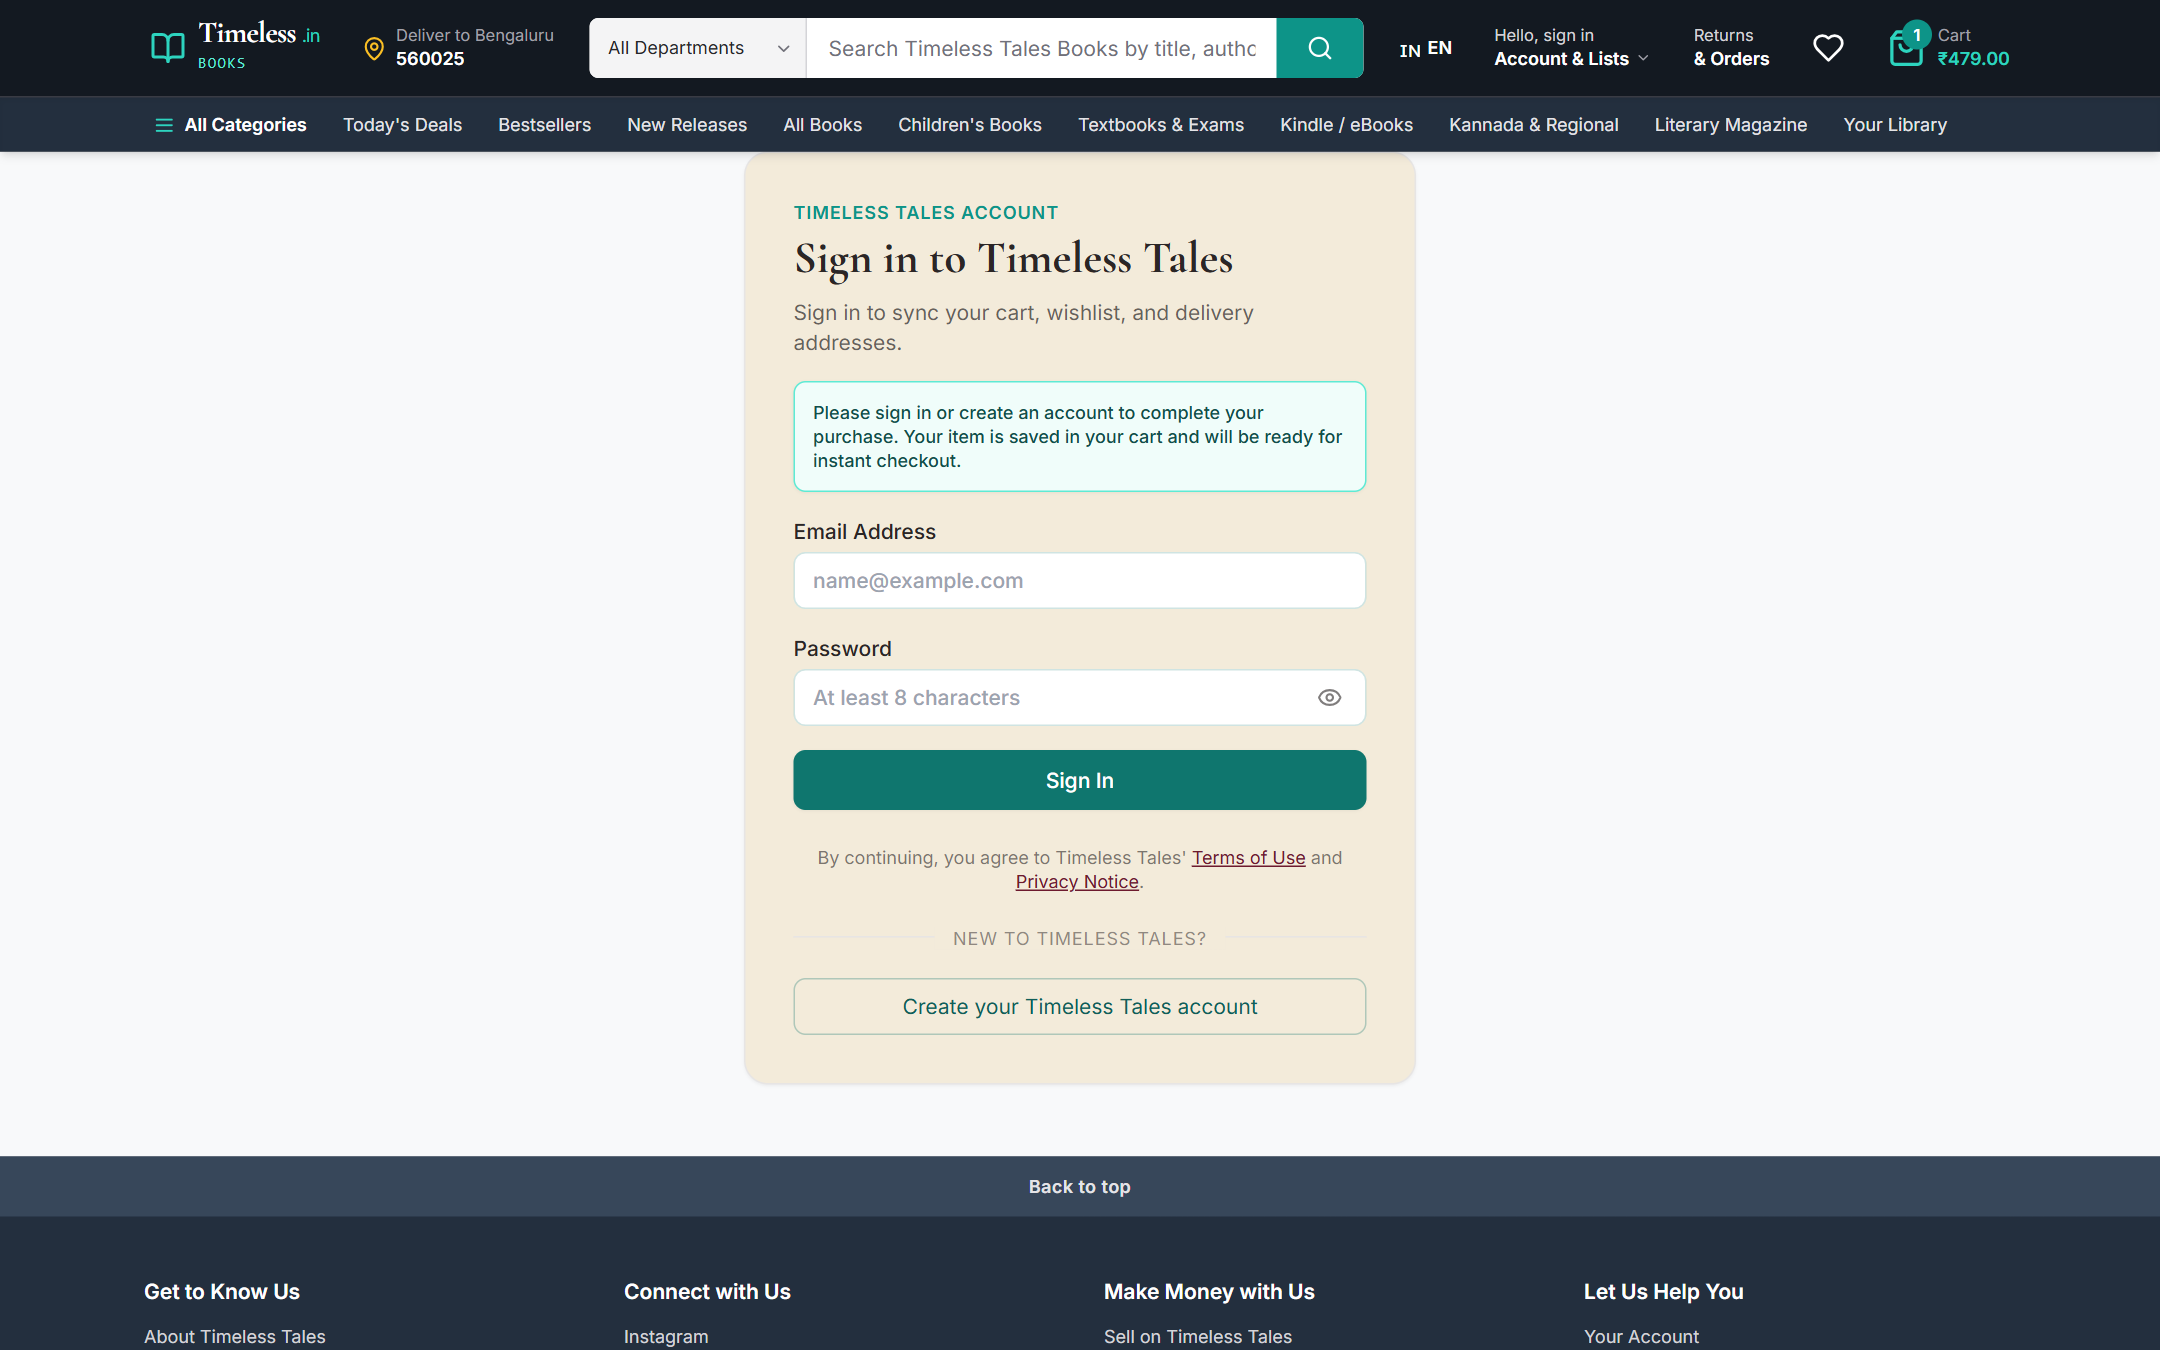 Timeless .in
BOOKS
Deliver to Bengaluru
560025
All Departments
Search Timeless Tales Books by title, autho
IN EN
Hello, sign in
Account & Lists
Returns
& Orders
1
Cart
₹479.00
All Categories
Today's Deals
Bestsellers
New Releases
All Books
Children's Books
Textbooks & Exams
Kindle / eBooks
Kannada & Regional
Literary Magazine
Your Library
TIMELESS TALES ACCOUNT
Sign in to Timeless Tales
Sign in to sync your cart, wishlist, and delivery
addresses.
Please sign in or create an account to complete your
purchase. Your item is saved in your cart and will be ready for
instant checkout.
Email Address
name@example.com
Password
At least 8 characters
Sign In
By continuing, you agree to Timeless Tales' Terms of Use and
Privacy Notice.
NEW TO TIMELESS TALES?
Create your Timeless Tales account
Back to top
Get to Know Us
Connect with Us
Make Money with Us
Let Us Help You
About Timeless Tales
Instagram
Sell on Timeless Tales
Your Account